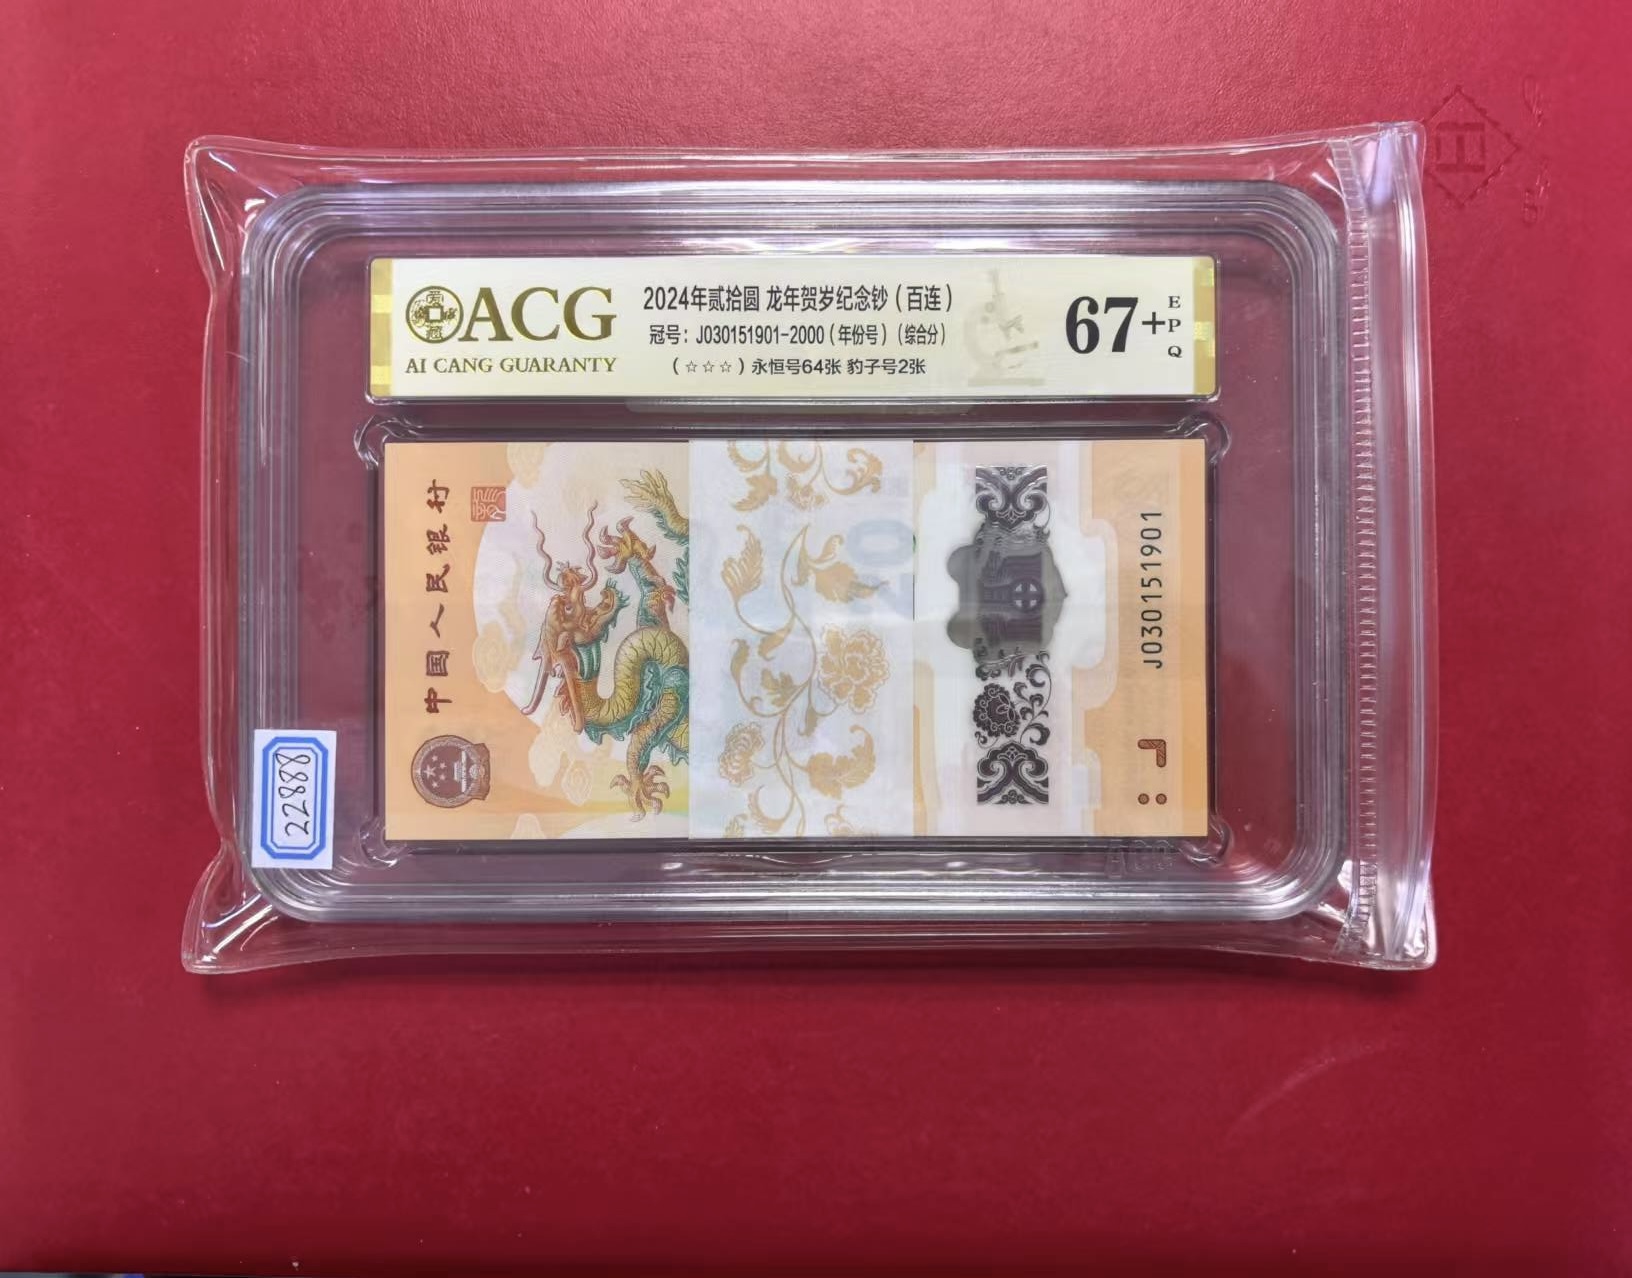 ACG
AI CANG GUARANTY
2024年贰拾圆 龙年贺岁纪念钞(百连)
冠号: J030151901-2000(年份号)(综合分)
(☆☆☆)永恒号64张 豹子号2张
67+
EPQ
中国人民银行
J030151901
22888